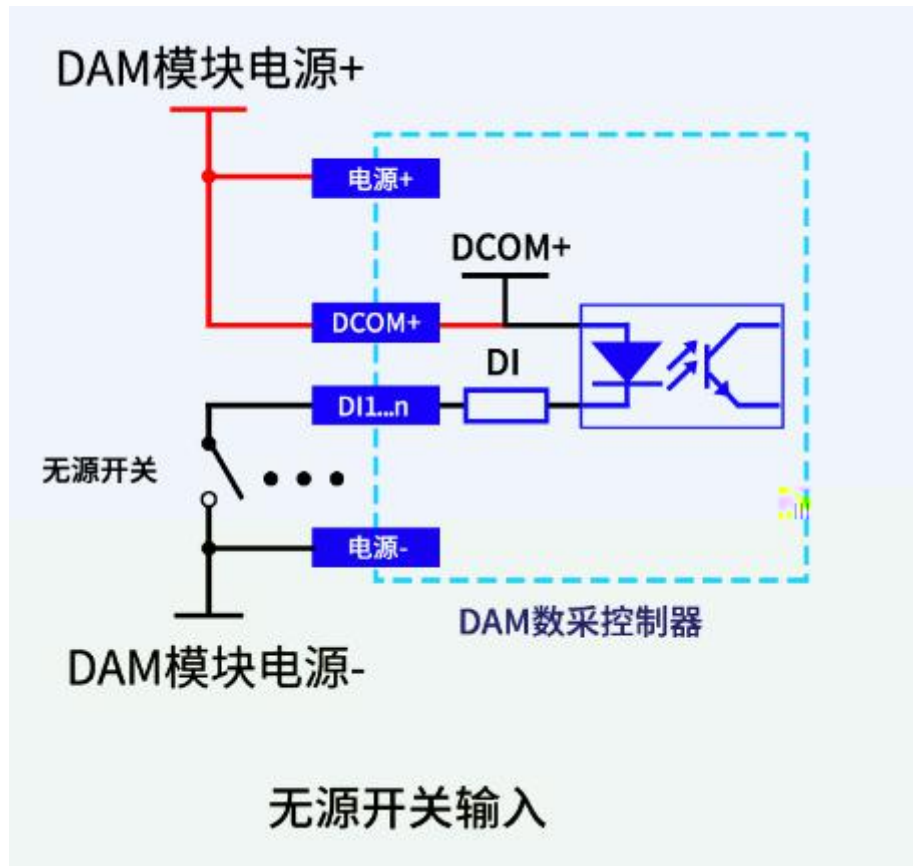 DAM模块电源+
电源+
DCOM+
DCOM+
DI
DI1...n
无源开关
电源-
DAM数采控制器
DAM模块电源-
无源开关输入